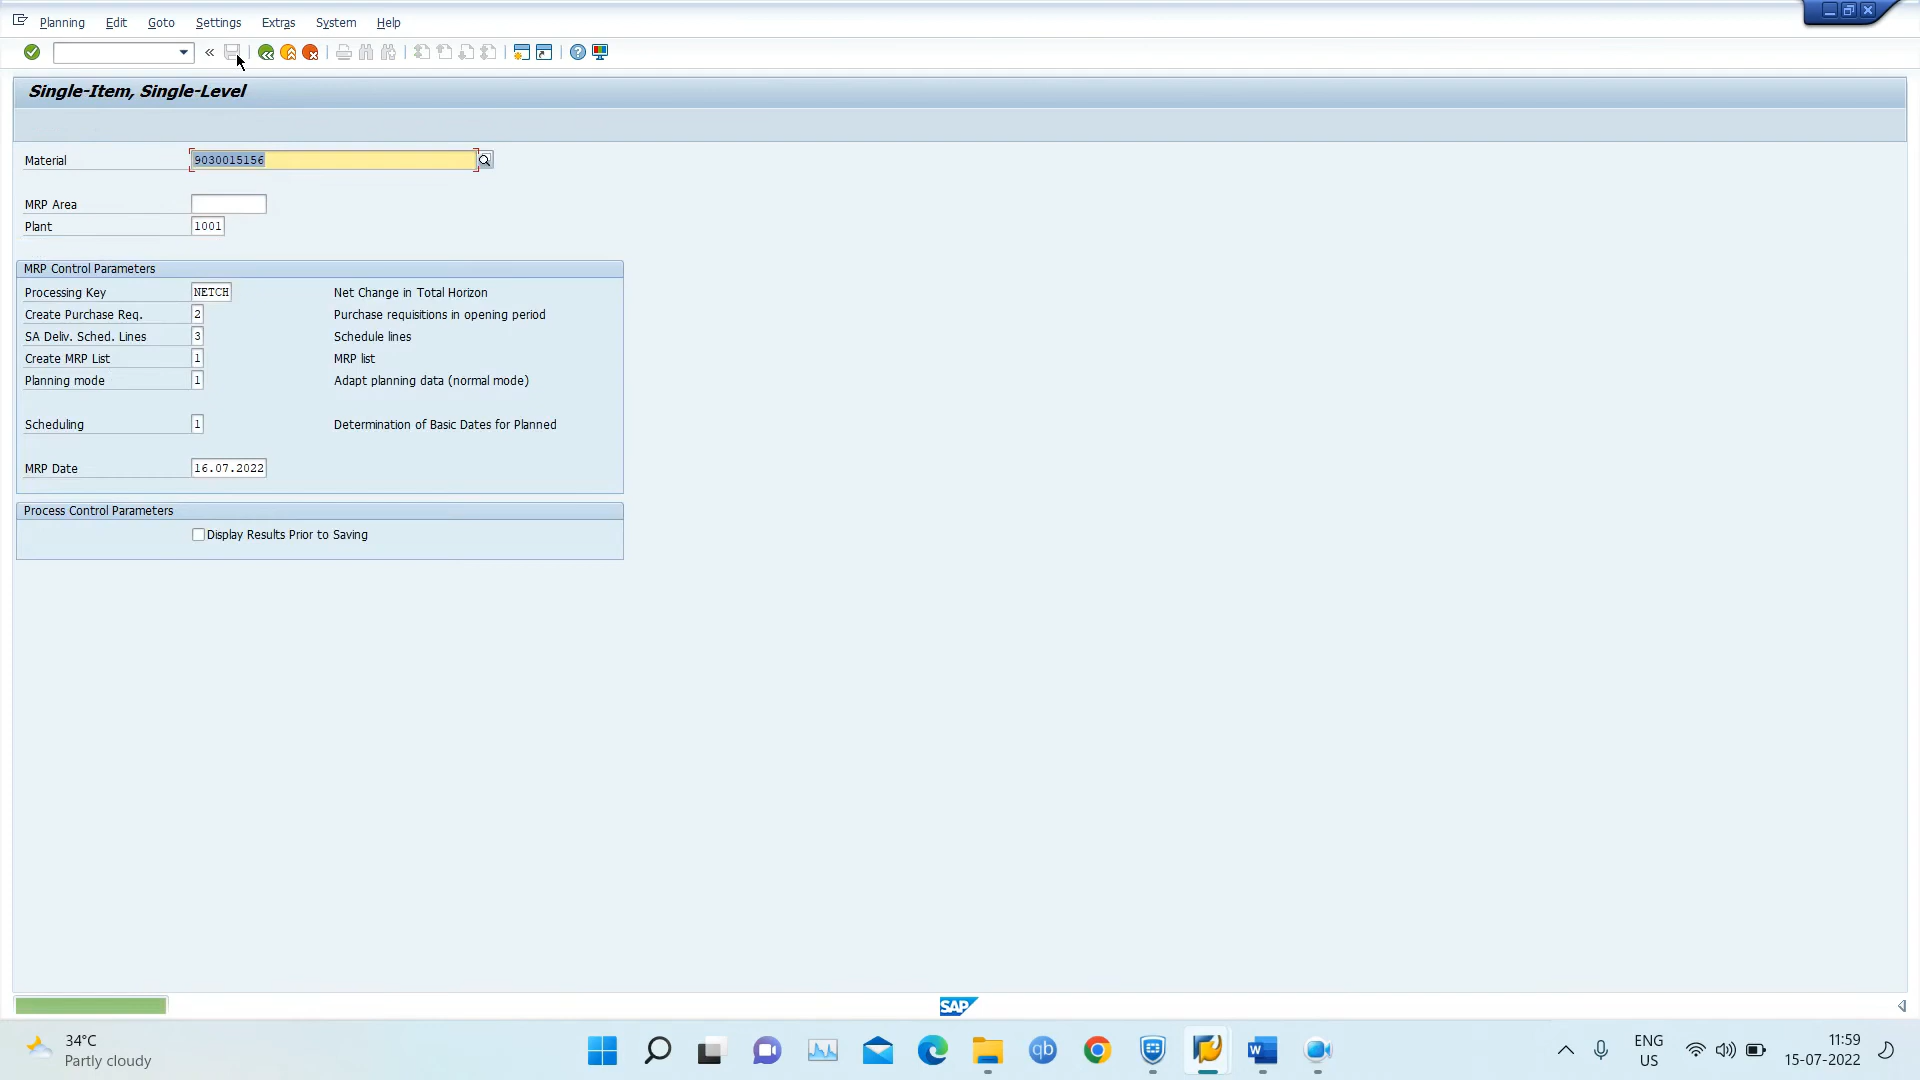 Planning Edit Goto Settings Extras System Help
Single-Item, Single-Level
Material 9030015156
MRP Area
Plant 1001
MRP Control Parameters
Processing Key NETCH Net Change in Total Horizon
Create Purchase Req. 2 Purchase requisitions in opening period
SA Deliv. Sched. Lines 3 Schedule lines
Create MRP List 1 MRP list
Planning mode 1 Adapt planning data (normal mode)
Scheduling 1 Determination of Basic Dates for Planned
MRP Date 16.07.2022
Process Control Parameters
Display Results Prior to Saving
SAP
34°C
Partly cloudy
qb
W
ENG
US
11:59
15-07-2022